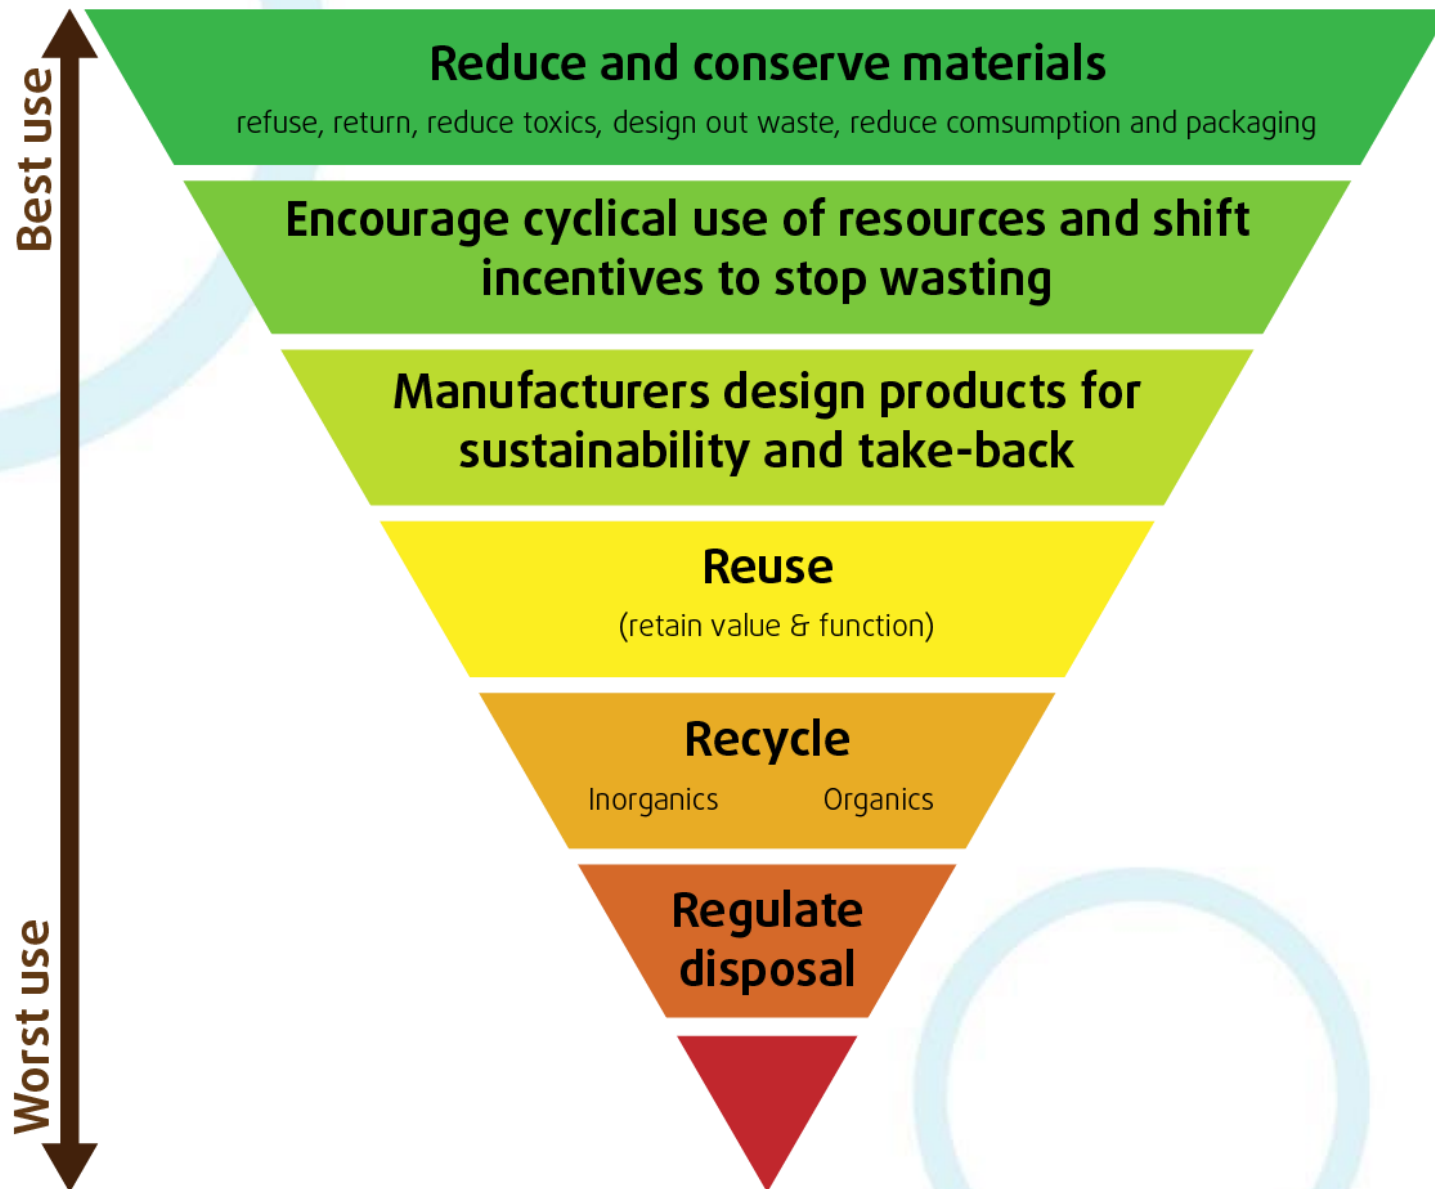 Best use
Reduce and conserve materials
refuse, return, reduce toxics, design out waste, reduce comsumption and packaging
Encourage cyclical use of resources and shift
incentives to stop wasting
Manufacturers design products for
sustainability and take-back
Reuse
(retain value & function)
Recycle
Inorganics Organics
Regulate
disposal
Worst use